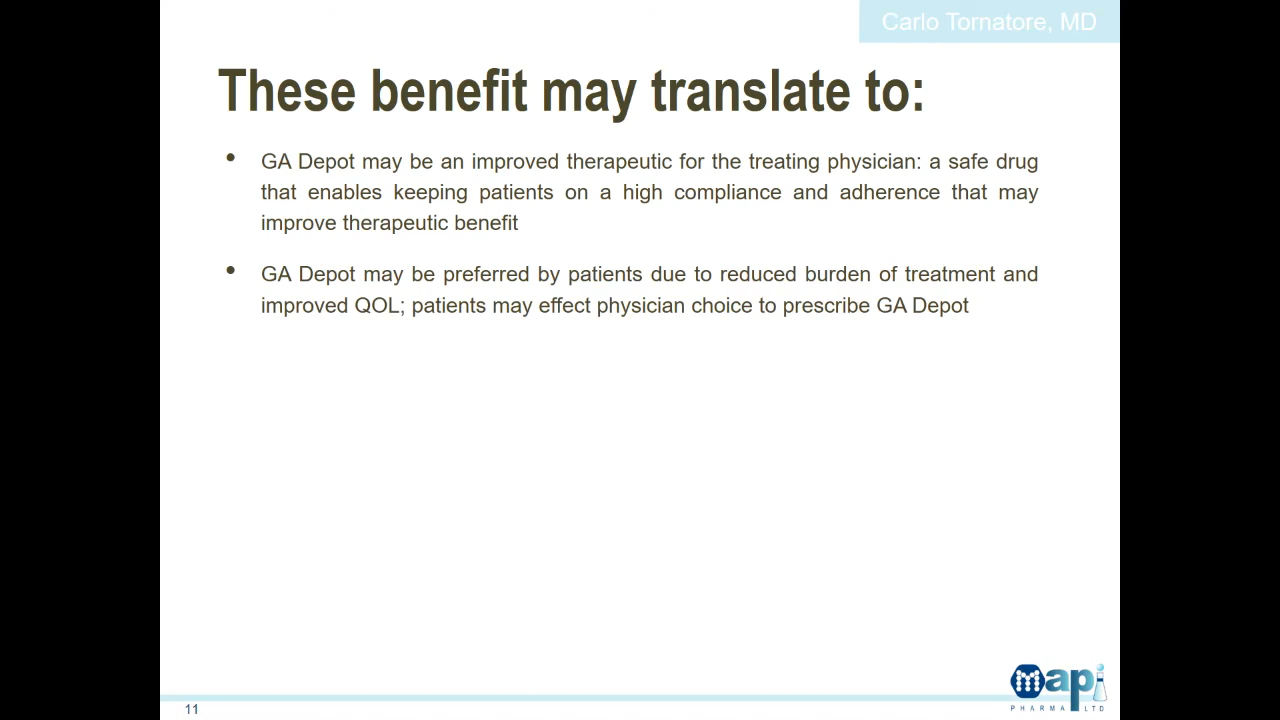 Carlo Tornatore, MD
These benefit may translate to:
• GA Depot may be an improved therapeutic for the treating physician: a safe drug
that enables keeping patients on a high compliance and adherence that may
improve therapeutic benefit
• GA Depot may be preferred by patients due to reduced burden of treatment and
improved QOL; patients may effect physician choice to prescribe GA Depot
mapi
PHARMA LTD
11